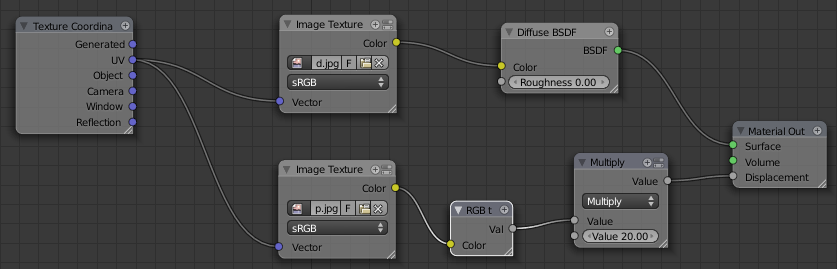 Texture Coordina
Generated
UV
Object
Camera
Window
Reflection
Image Texture
Color
d.jpg F
sRGB
Vector
Diffuse BSDF
BSDF
Color
Roughness 0.00
Image Texture
Color
p.jpg F
sRGB
Vector
RGB t
Val
Color
Multiply
Value
Multiply
Value
Value 20.00
Material Out
Surface
Volume
Displacement